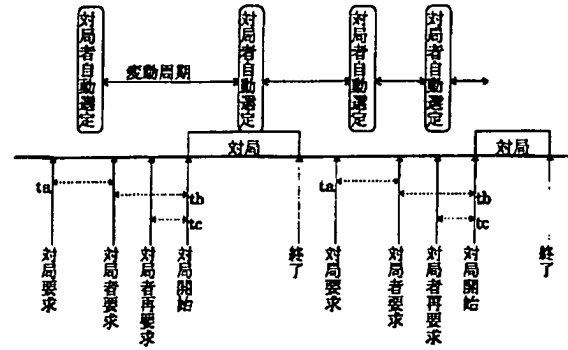 対局者自動選定
対局者自動選定
対局者自動選定
対局者自動選定
変動周期
対局
対局
ta
tb
tc
ta
tb
tc
対局要求
対局者要求
対局者再要求
対局開始
終了
対局要求
対局者要求
対局者再要求
対局開始
終了